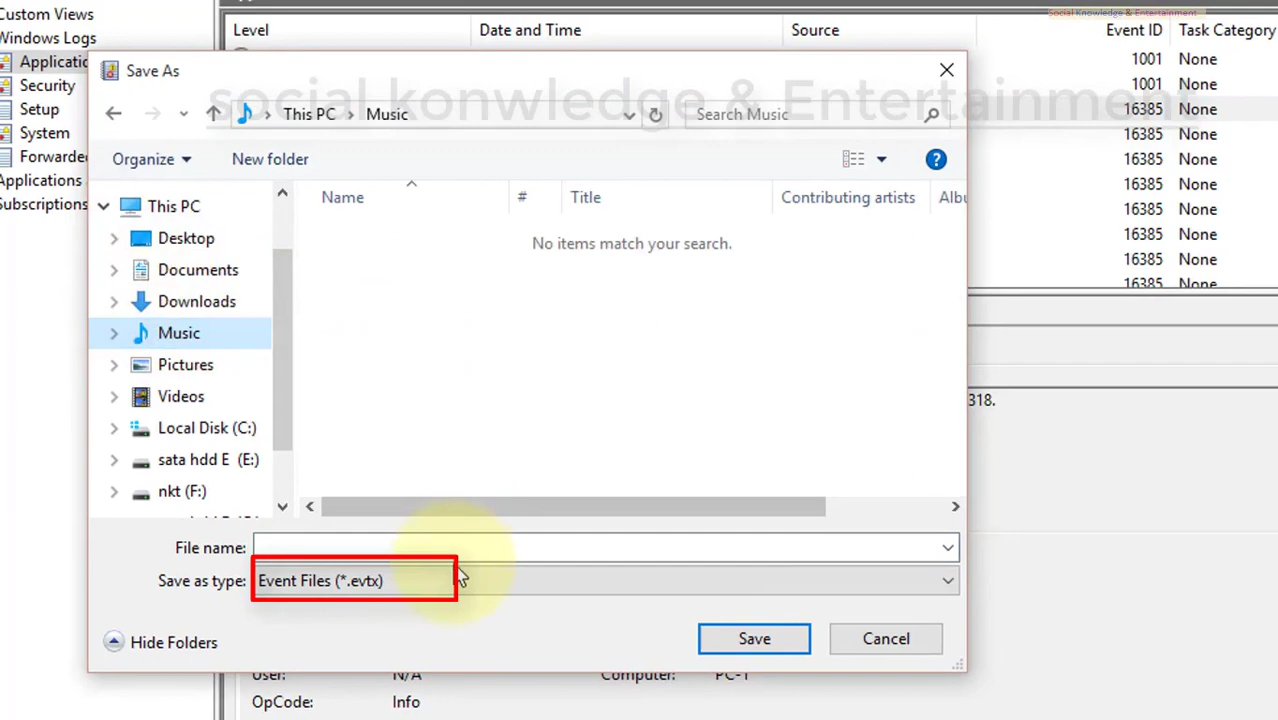 Custom Views
Windows Logs
Applicatio
Security
Setup
System
Forwarde
Applications
Subscriptions
Social Knowledge & Entertainment
Level Date and Time Source Event ID Task Category
1001 None
1001 None
16385 None
16385 None
16385 None
16385 None
16385 None
16385 None
16385 None
16385 None
318.
Save As
social konwledge & Entertainment
This PC > Music
Search Music
Organize
New folder
?
This PC
Desktop
Documents
Downloads
Music
Pictures
Videos
Local Disk (C:)
sata hdd E (E:)
nkt (F:)
Name # Title Contributing artists Albu
No items match your search.
File name:
Save as type: Event Files (*.evtx)
Hide Folders
Save
Cancel
User: N/A Computer: PC-1
OpCode: Info